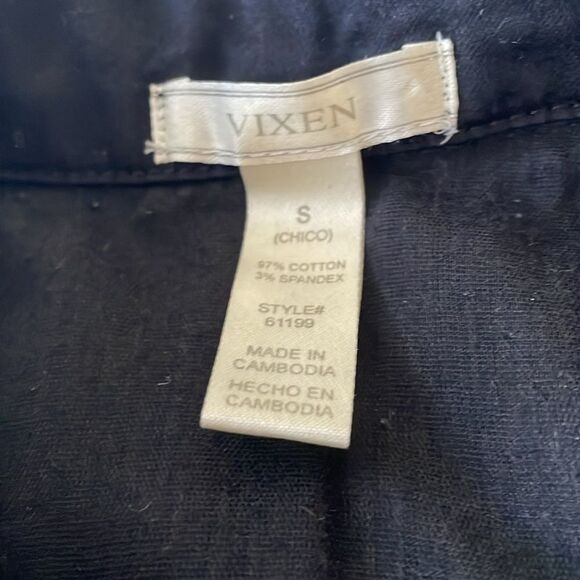 VIXEN
S
(CHICO)
97% COTTON
3% SPANDEX
STYLE#
61199
MADE IN
CAMBODIA
HECHO EN
CAMBODIA